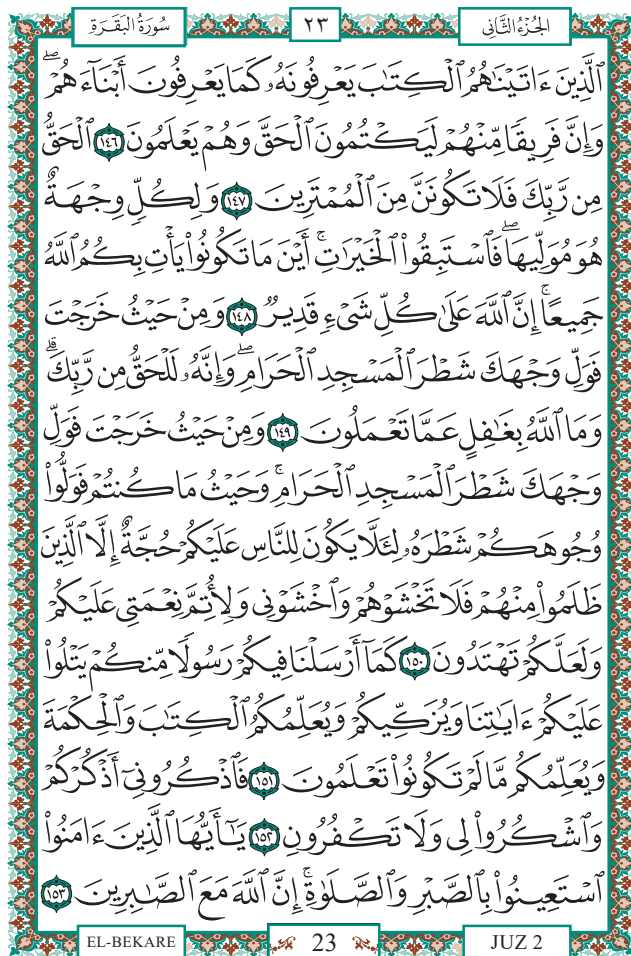 سُورَةُ الْبَقَرَةِ ٢٣ الْجُزْءُ الثَّانِي
ٱلَّذِينَ ءَاتَيْنَٰهُمُ ٱلْكِتَٰبَ يَعْرِفُونَهُۥ كَمَا يَعْرِفُونَ أَبْنَآءَهُمْۖ
وَإِنَّ فَرِيقًا مِّنْهُمْ لَيَكْتُمُونَ ٱلْحَقَّ وَهُمْ يَعْلَمُونَ ١٤٦ ٱلْحَقُّ
مِن رَّبِّكَ فَلَا تَكُونَنَّ مِنَ ٱلْمُمْتَرِينَ ١٤٧ وَلِكُلٍّ وِجْهَةٌ
هُوَ مُوَلِّيهَاۖ فَٱسْتَبِقُوا۟ ٱلْخَيْرَٰتِۚ أَيْنَ مَا تَكُونُوا۟ يَأْتِ بِكُمُ ٱللَّهُ
جَمِيعًاۚ إِنَّ ٱللَّهَ عَلَىٰ كُلِّ شَىْءٍ قَدِيرٌ ١٤٨ وَمِنْ حَيْثُ خَرَجْتَ
فَوَلِّ وَجْهَكَ شَطْرَ ٱلْمَسْجِدِ ٱلْحَرَامِۖ وَإِنَّهُۥ لَلْحَقُّ مِن رَّبِّكَۗ
وَمَا ٱللَّهُ بِغَٰفِلٍ عَمَّا تَعْمَلُونَ ١٤٩ وَمِنْ حَيْثُ خَرَجْتَ فَوَلِّ
وَجْهَكَ شَطْرَ ٱلْمَسْجِدِ ٱلْحَرَامِۚ وَحَيْثُ مَا كُنتُمْ فَوَلُّوا۟
وُجُوهَكُمْ شَطْرَهُۥ لِئَلَّا يَكُونَ لِلنَّاسِ عَلَيْكُمْ حُجَّةٌ إِلَّا ٱلَّذِينَ
ظَلَمُوا۟ مِنْهُمْ فَلَا تَخْشَوْهُمْ وَٱخْشَوْنِى وَلِأُتِمَّ نِعْمَتِى عَلَيْكُمْ
وَلَعَلَّكُمْ تَهْتَدُونَ ١٥٠ كَمَآ أَرْسَلْنَا فِيكُمْ رَسُولًا مِّنكُمْ يَتْلُوا۟
عَلَيْكُمْ ءَايَٰتِنَا وَيُزَكِّيكُمْ وَيُعَلِّمُكُمُ ٱلْكِتَٰبَ وَٱلْحِكْمَةَ
وَيُعَلِّمُكُم مَّا لَمْ تَكُونُوا۟ تَعْلَمُونَ ١٥١ فَٱذْكُرُونِىٓ أَذْكُرْكُمْ
وَٱشْكُرُوا۟ لِى وَلَا تَكْفُرُونِ ١٥٢ يَٰٓأَيُّهَا ٱلَّذِينَ ءَامَنُوا۟
ٱسْتَعِينُوا۟ بِٱلصَّبْرِ وَٱلصَّلَوٰةِۚ إِنَّ ٱللَّهَ مَعَ ٱلصَّٰبِرِينَ ١٥٣
EL-BEKARE 23 JUZ 2